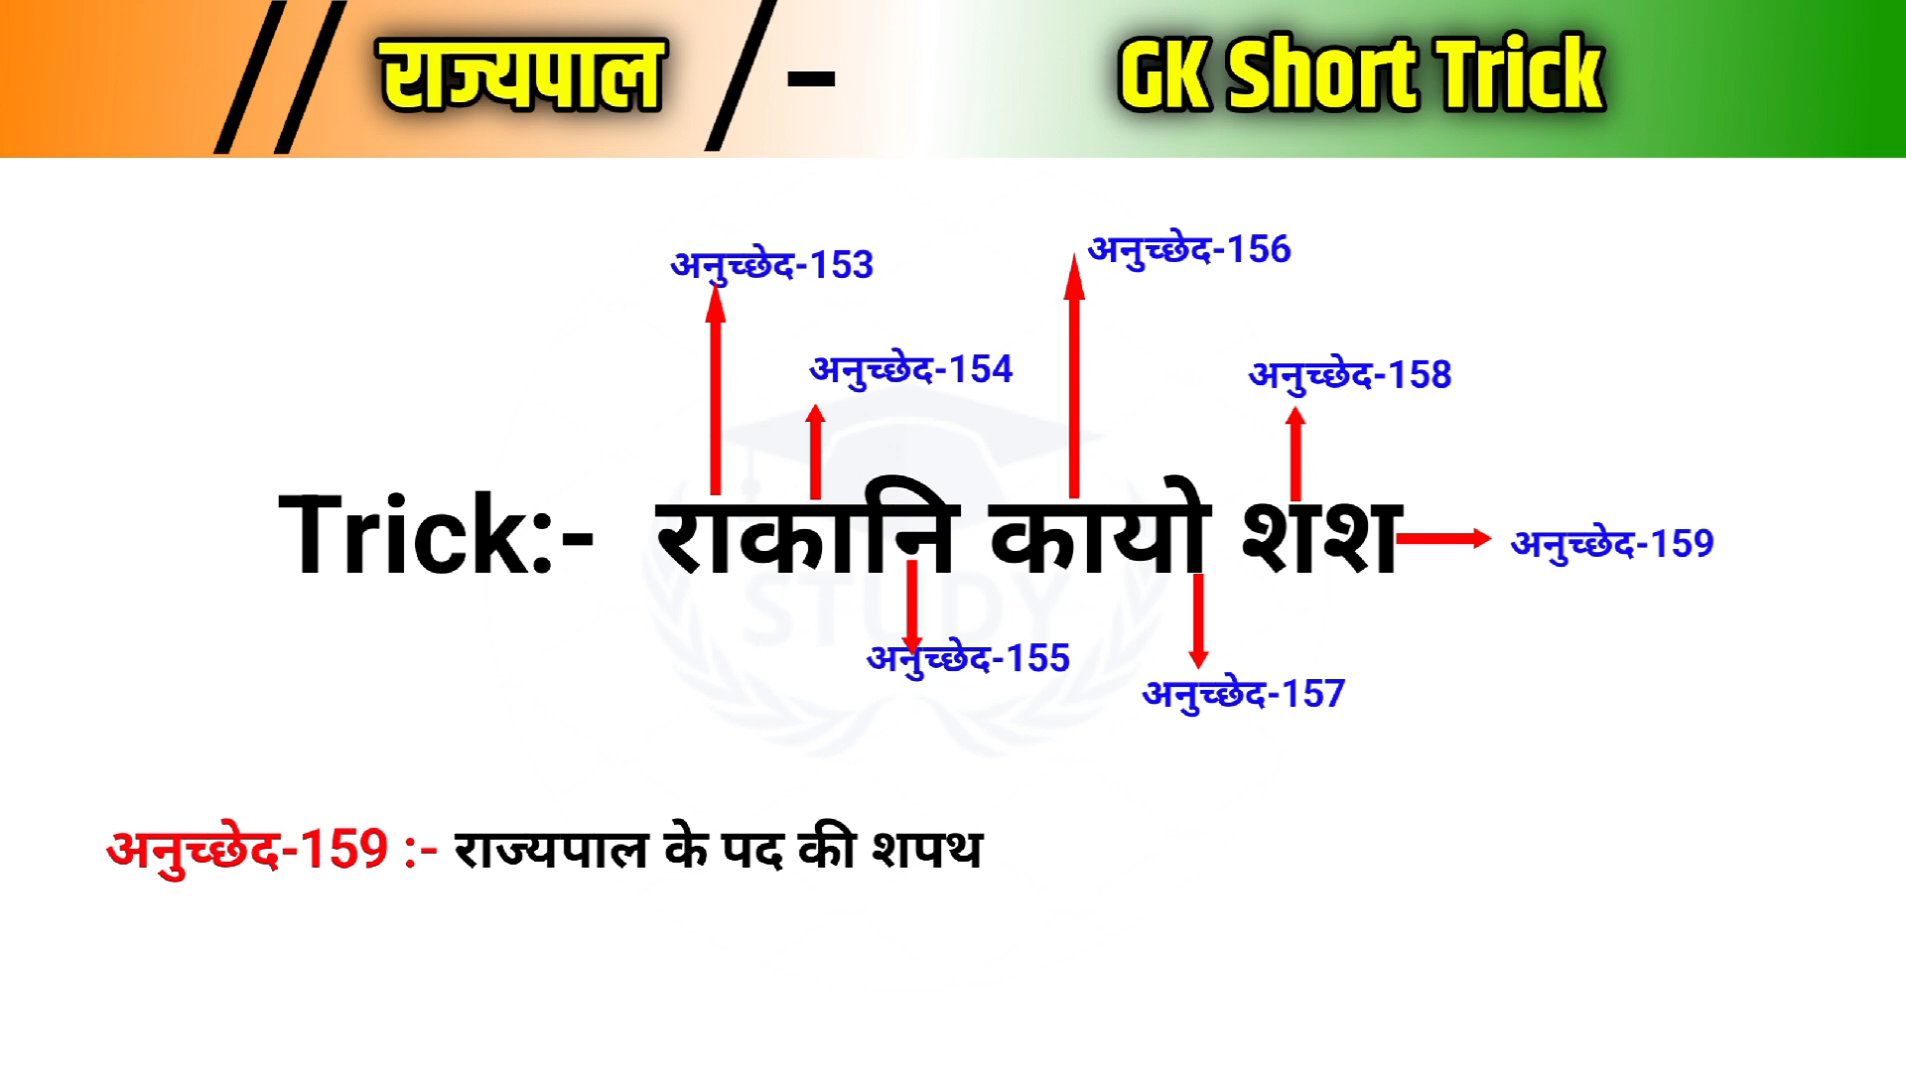 // राज्यपाल /-
GK Short Trick
अनुच्छेद-153
अनुच्छेद-156
अनुच्छेद-154
अनुच्छेद-158
Trick:- राकानि कायो शश
अनुच्छेद-159
अनुच्छेद-155
अनुच्छेद-157
STUDY
अनुच्छेद-159 :- राज्यपाल के पद की शपथ